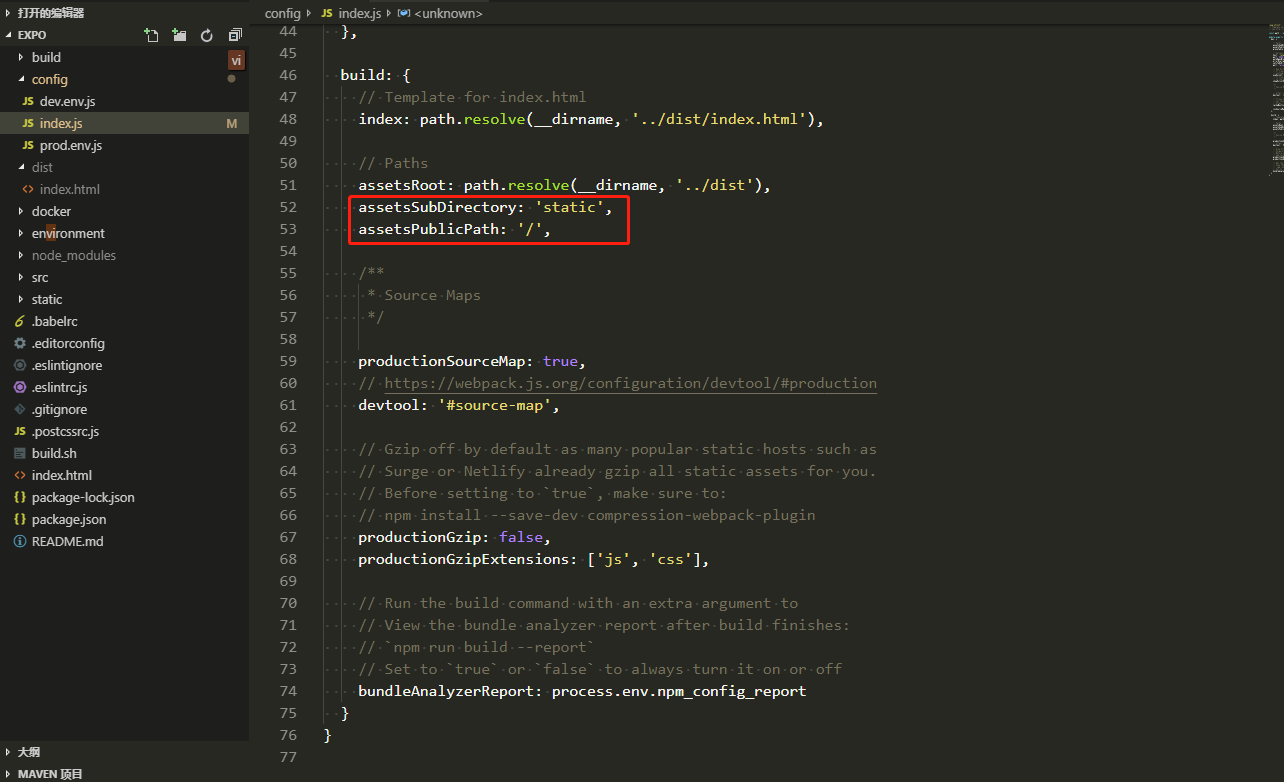 打开的编辑器
EXPO
build
vi
config
JS dev.env.js
JS index.js M
JS prod.env.js
dist
<> index.html
docker
environment
node_modules
src
static
.babelrc
.editorconfig
.eslintignore
.eslintrc.js
.gitignore
JS .postcssrc.js
build.sh
<> index.html
{} package-lock.json
{} package.json
README.md
大纲
MAVEN 项目
config JS index.js <unknown>
44 },
45
46 build: {
47 // Template for index.html
48 index: path.resolve(__dirname, '../dist/index.html'),
49
50 // Paths
51 assetsRoot: path.resolve(__dirname, '../dist'),
52 assetsSubDirectory: 'static',
53 assetsPublicPath: '/',
54
55 /**
56 * Source Maps
57 */
58
59 productionSourceMap: true,
60 // https://webpack.js.org/configuration/devtool/#production
61 devtool: '#source-map',
62
63 // Gzip off by default as many popular static hosts such as
64 // Surge or Netlify already gzip all static assets for you.
65 // Before setting to `true`, make sure to:
66 // npm install --save-dev compression-webpack-plugin
67 productionGzip: false,
68 productionGzipExtensions: ['js', 'css'],
69
70 // Run the build command with an extra argument to
71 // View the bundle analyzer report after build finishes:
72 // `npm run build --report`
73 // Set to `true` or `false` to always turn it on or off
74 bundleAnalyzerReport: process.env.npm_config_report
75 }
76 }
77